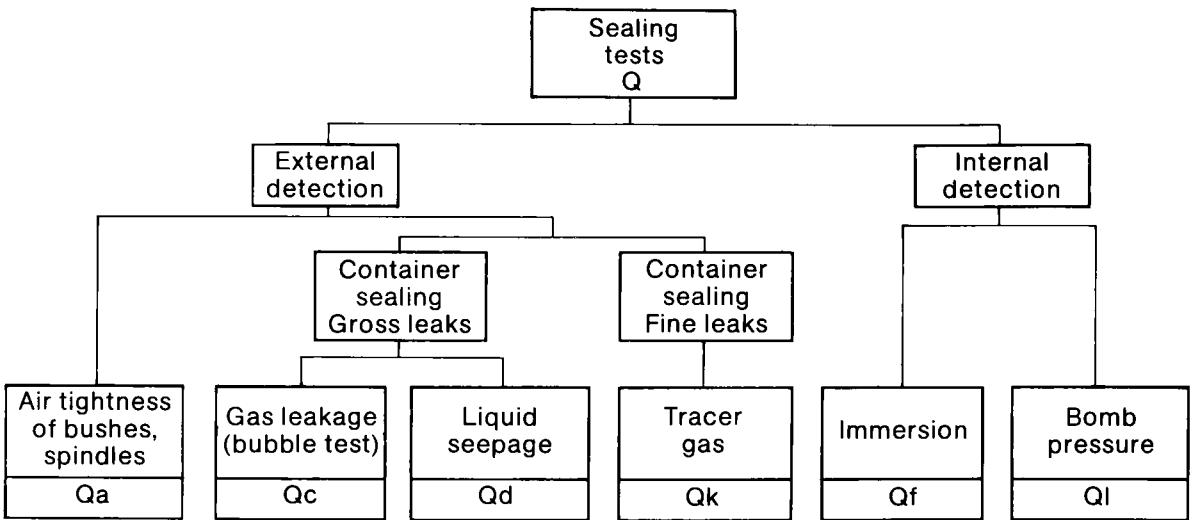 Sealing
tests
Q
External
detection
Internal
detection
Container
sealing
Gross leaks
Container
sealing
Fine leaks
Air tightness
of bushes,
spindles
Qa
Gas leakage
(bubble test)
Qc
Liquid
seepage
Qd
Tracer
gas
Qk
Immersion
Qf
Bomb
pressure
Ql